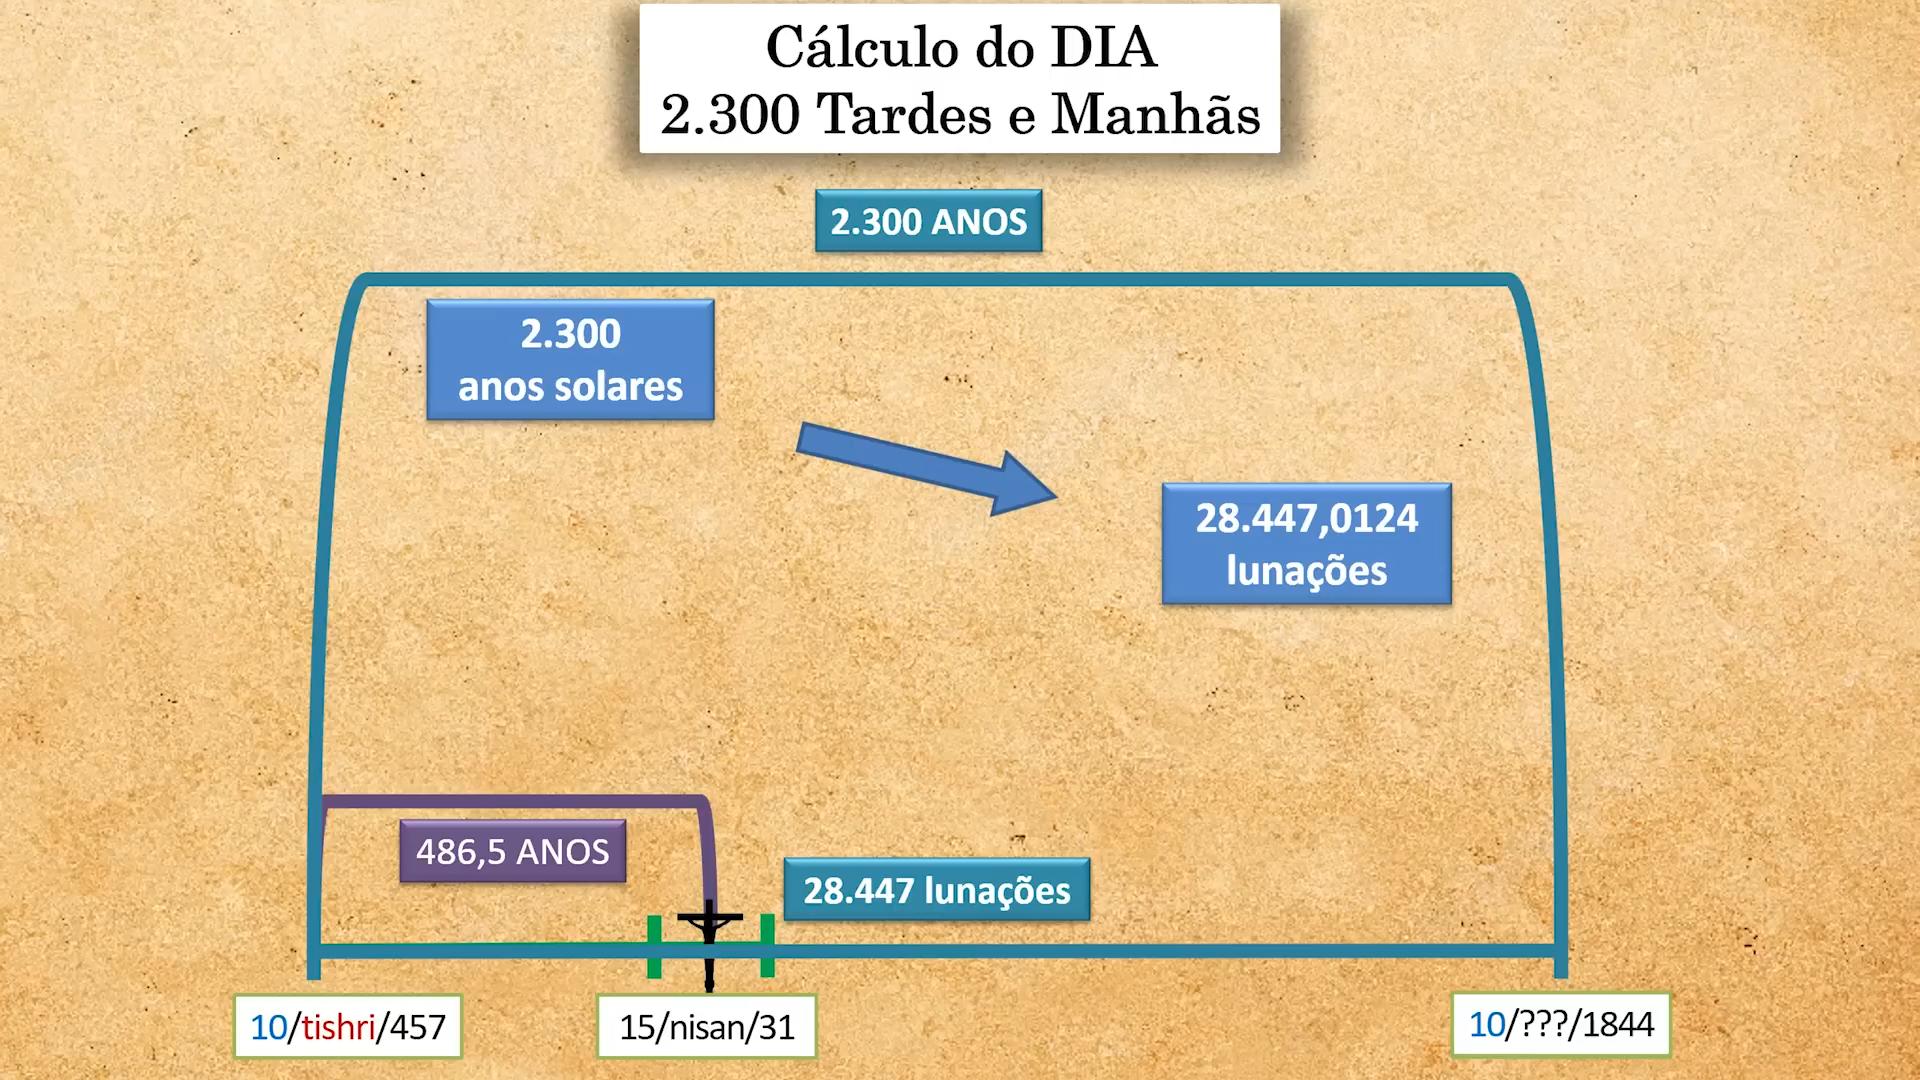 Cálculo do DIA
2.300 Tardes e Manhãs
2.300 ANOS
2.300
anos solares
28.447,0124
lunações
486,5 ANOS
28.447 lunações
10/tishri/457
15/nisan/31
10/???/1844